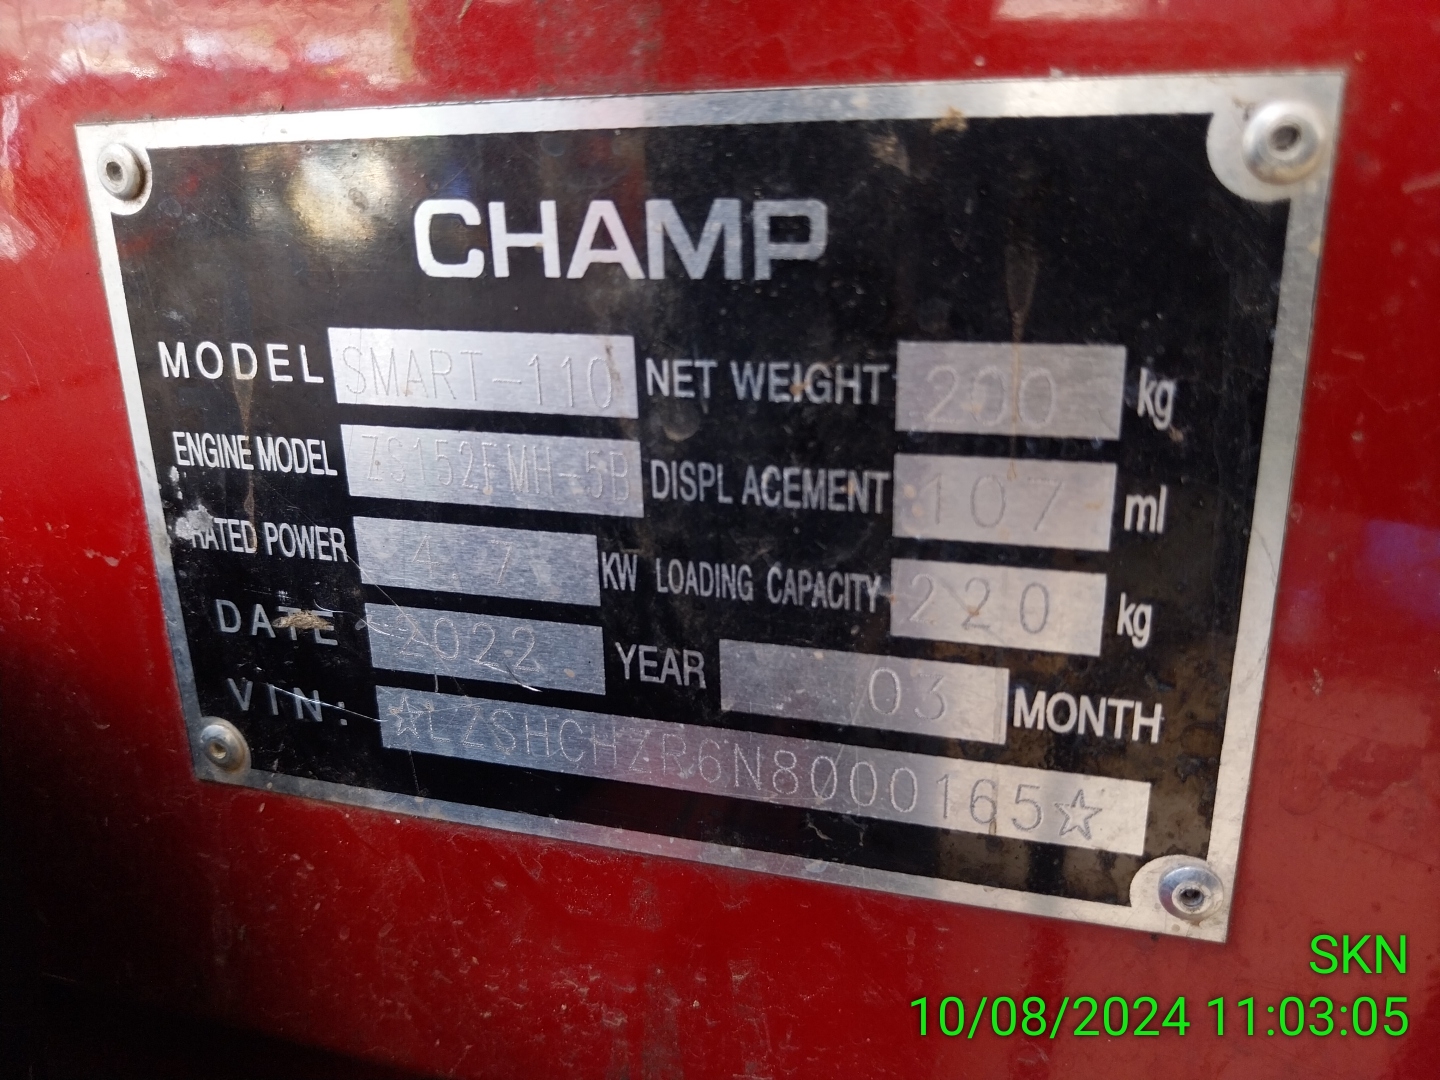 CHAMP
MODEL SMART-110 NET WEIGHT 200 kg
ENGINE MODEL ZS152FMH-5B DISPL ACEMENT 107 ml
RATED POWER 4.7 KW LOADING CAPACITY 220 kg
DATE 2022 YEAR 03 MONTH
VIN: ☆LZSHCHZR6N8000165☆
SKN
10/08/2024 11:03:05